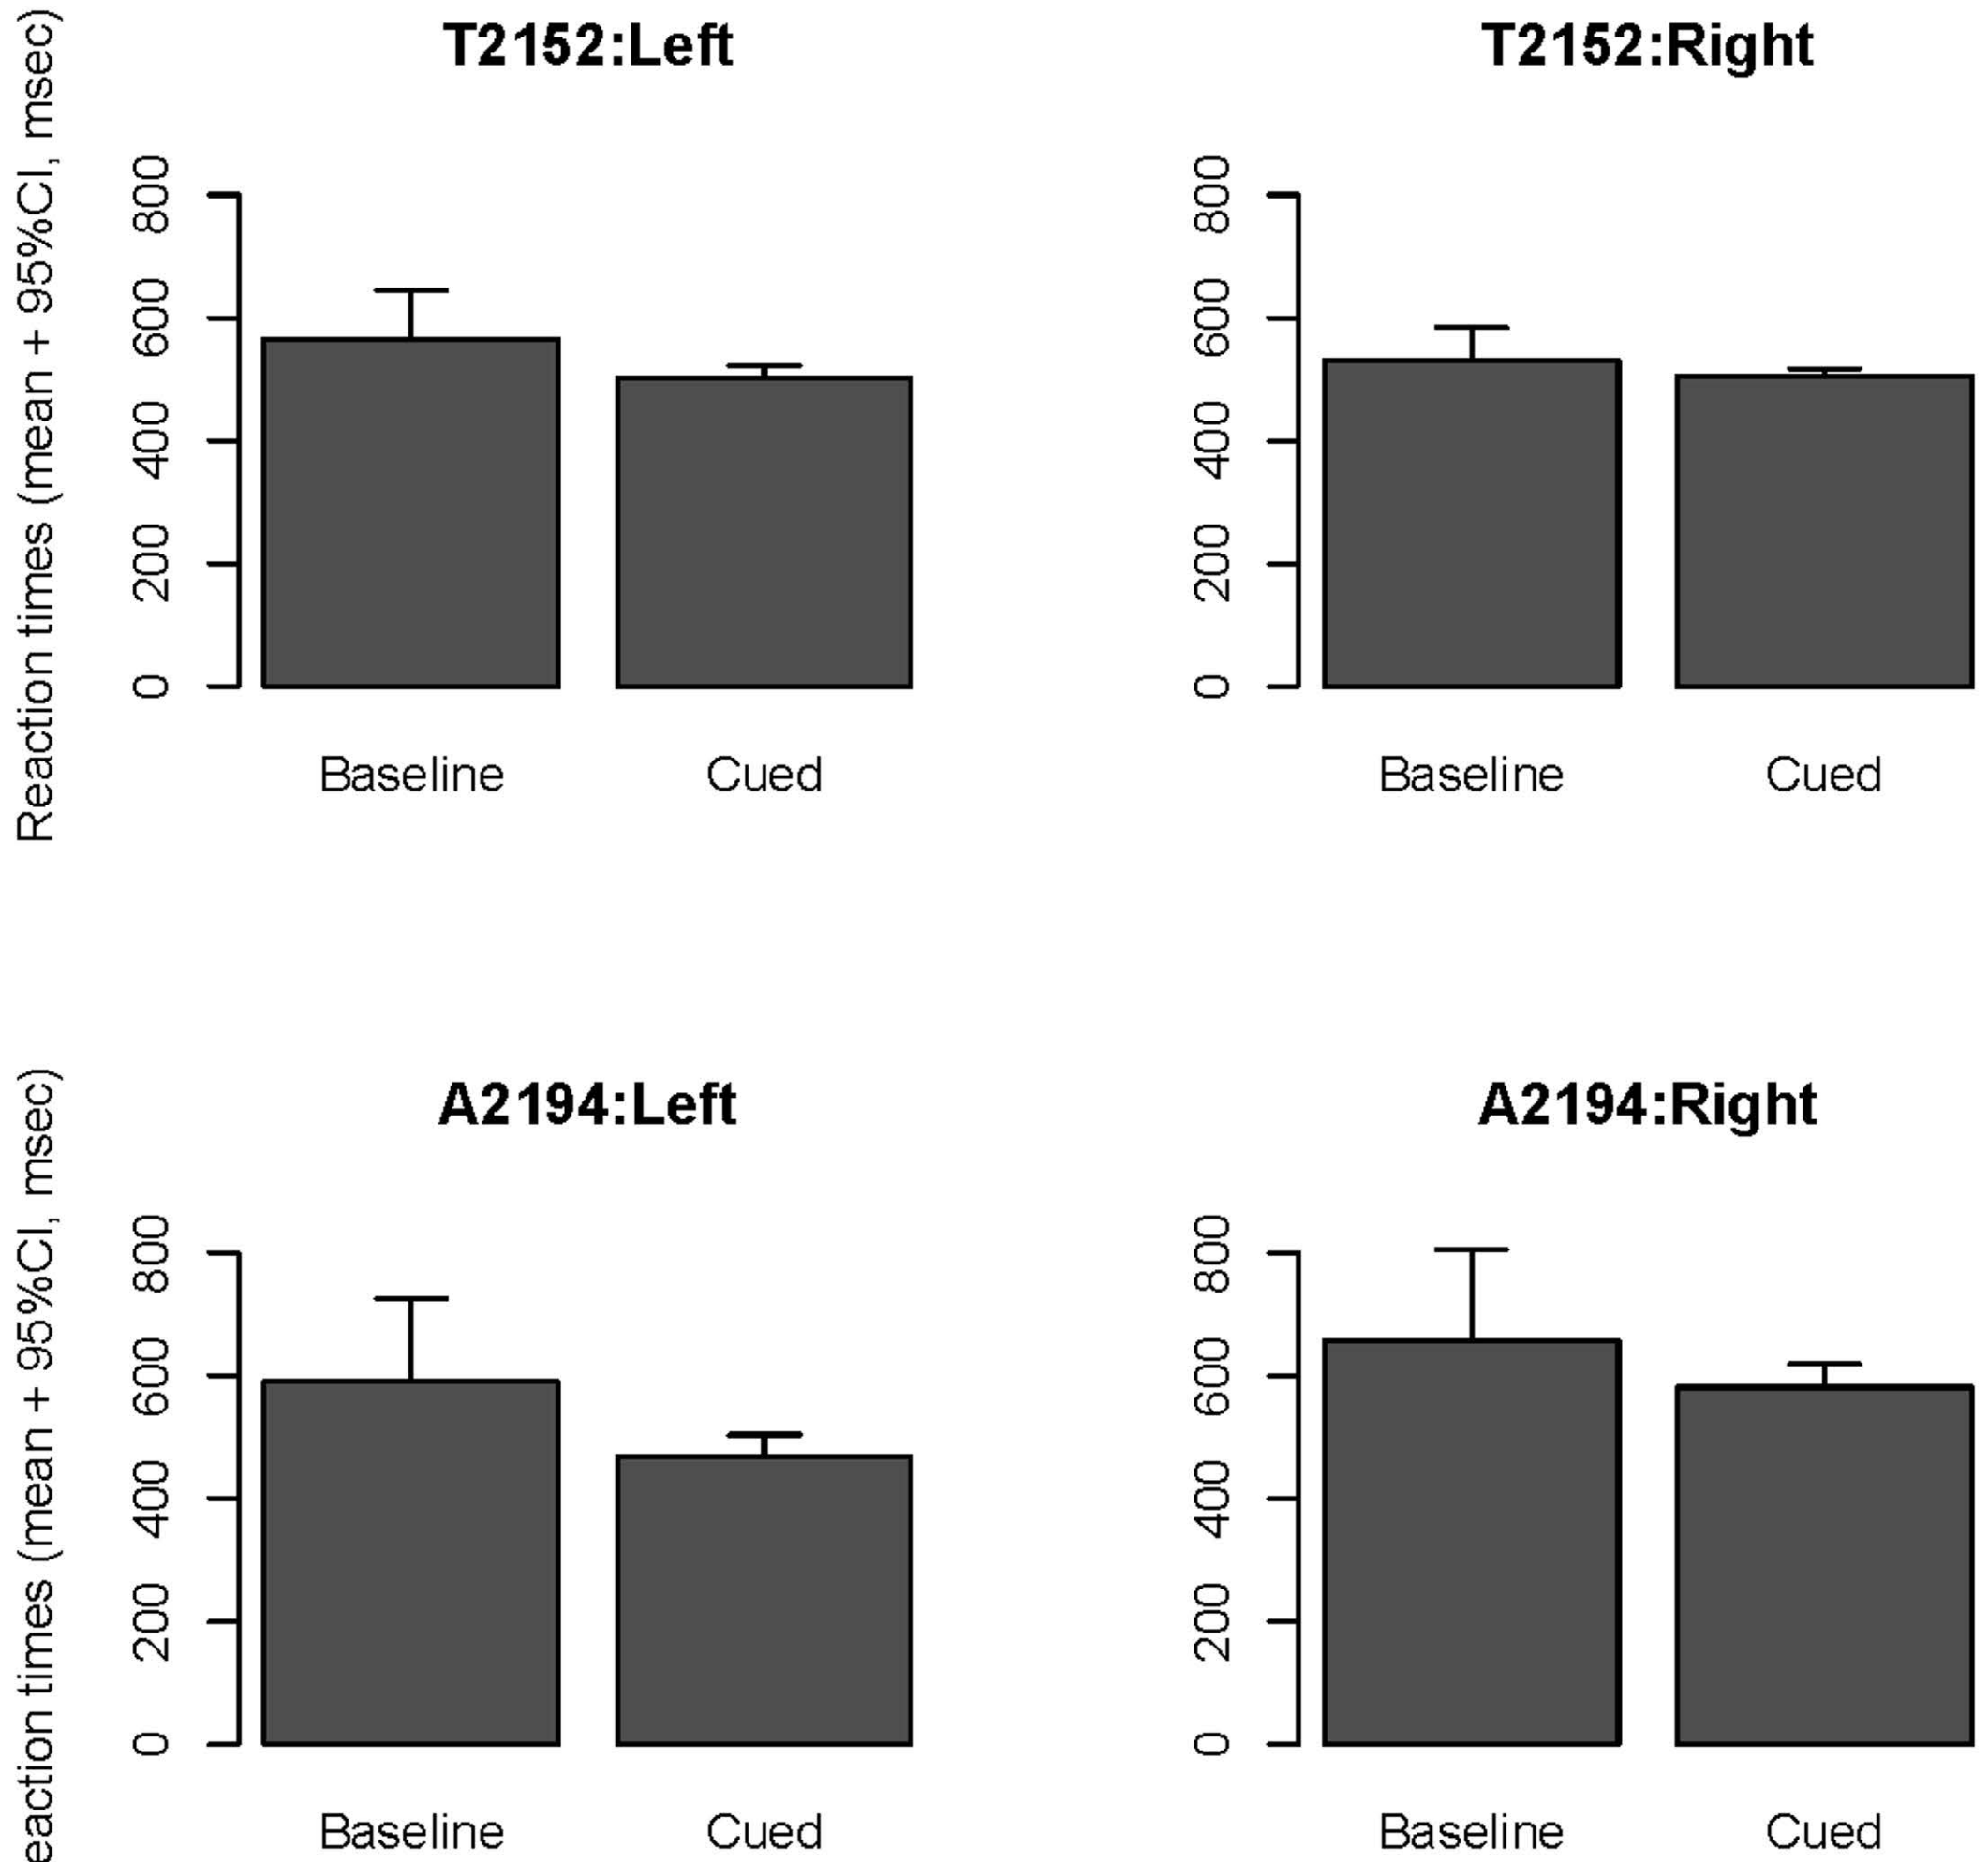 T2152:Left
Reaction times (mean + 95%CI, msec)
800
600
400
200
0
Baseline Cued
T2152:Right
800
600
400
200
0
Baseline Cued
A2194:Left
eaction times (mean + 95%CI, msec)
800
600
400
200
0
Baseline Cued
A2194:Right
800
600
400
200
0
Baseline Cued